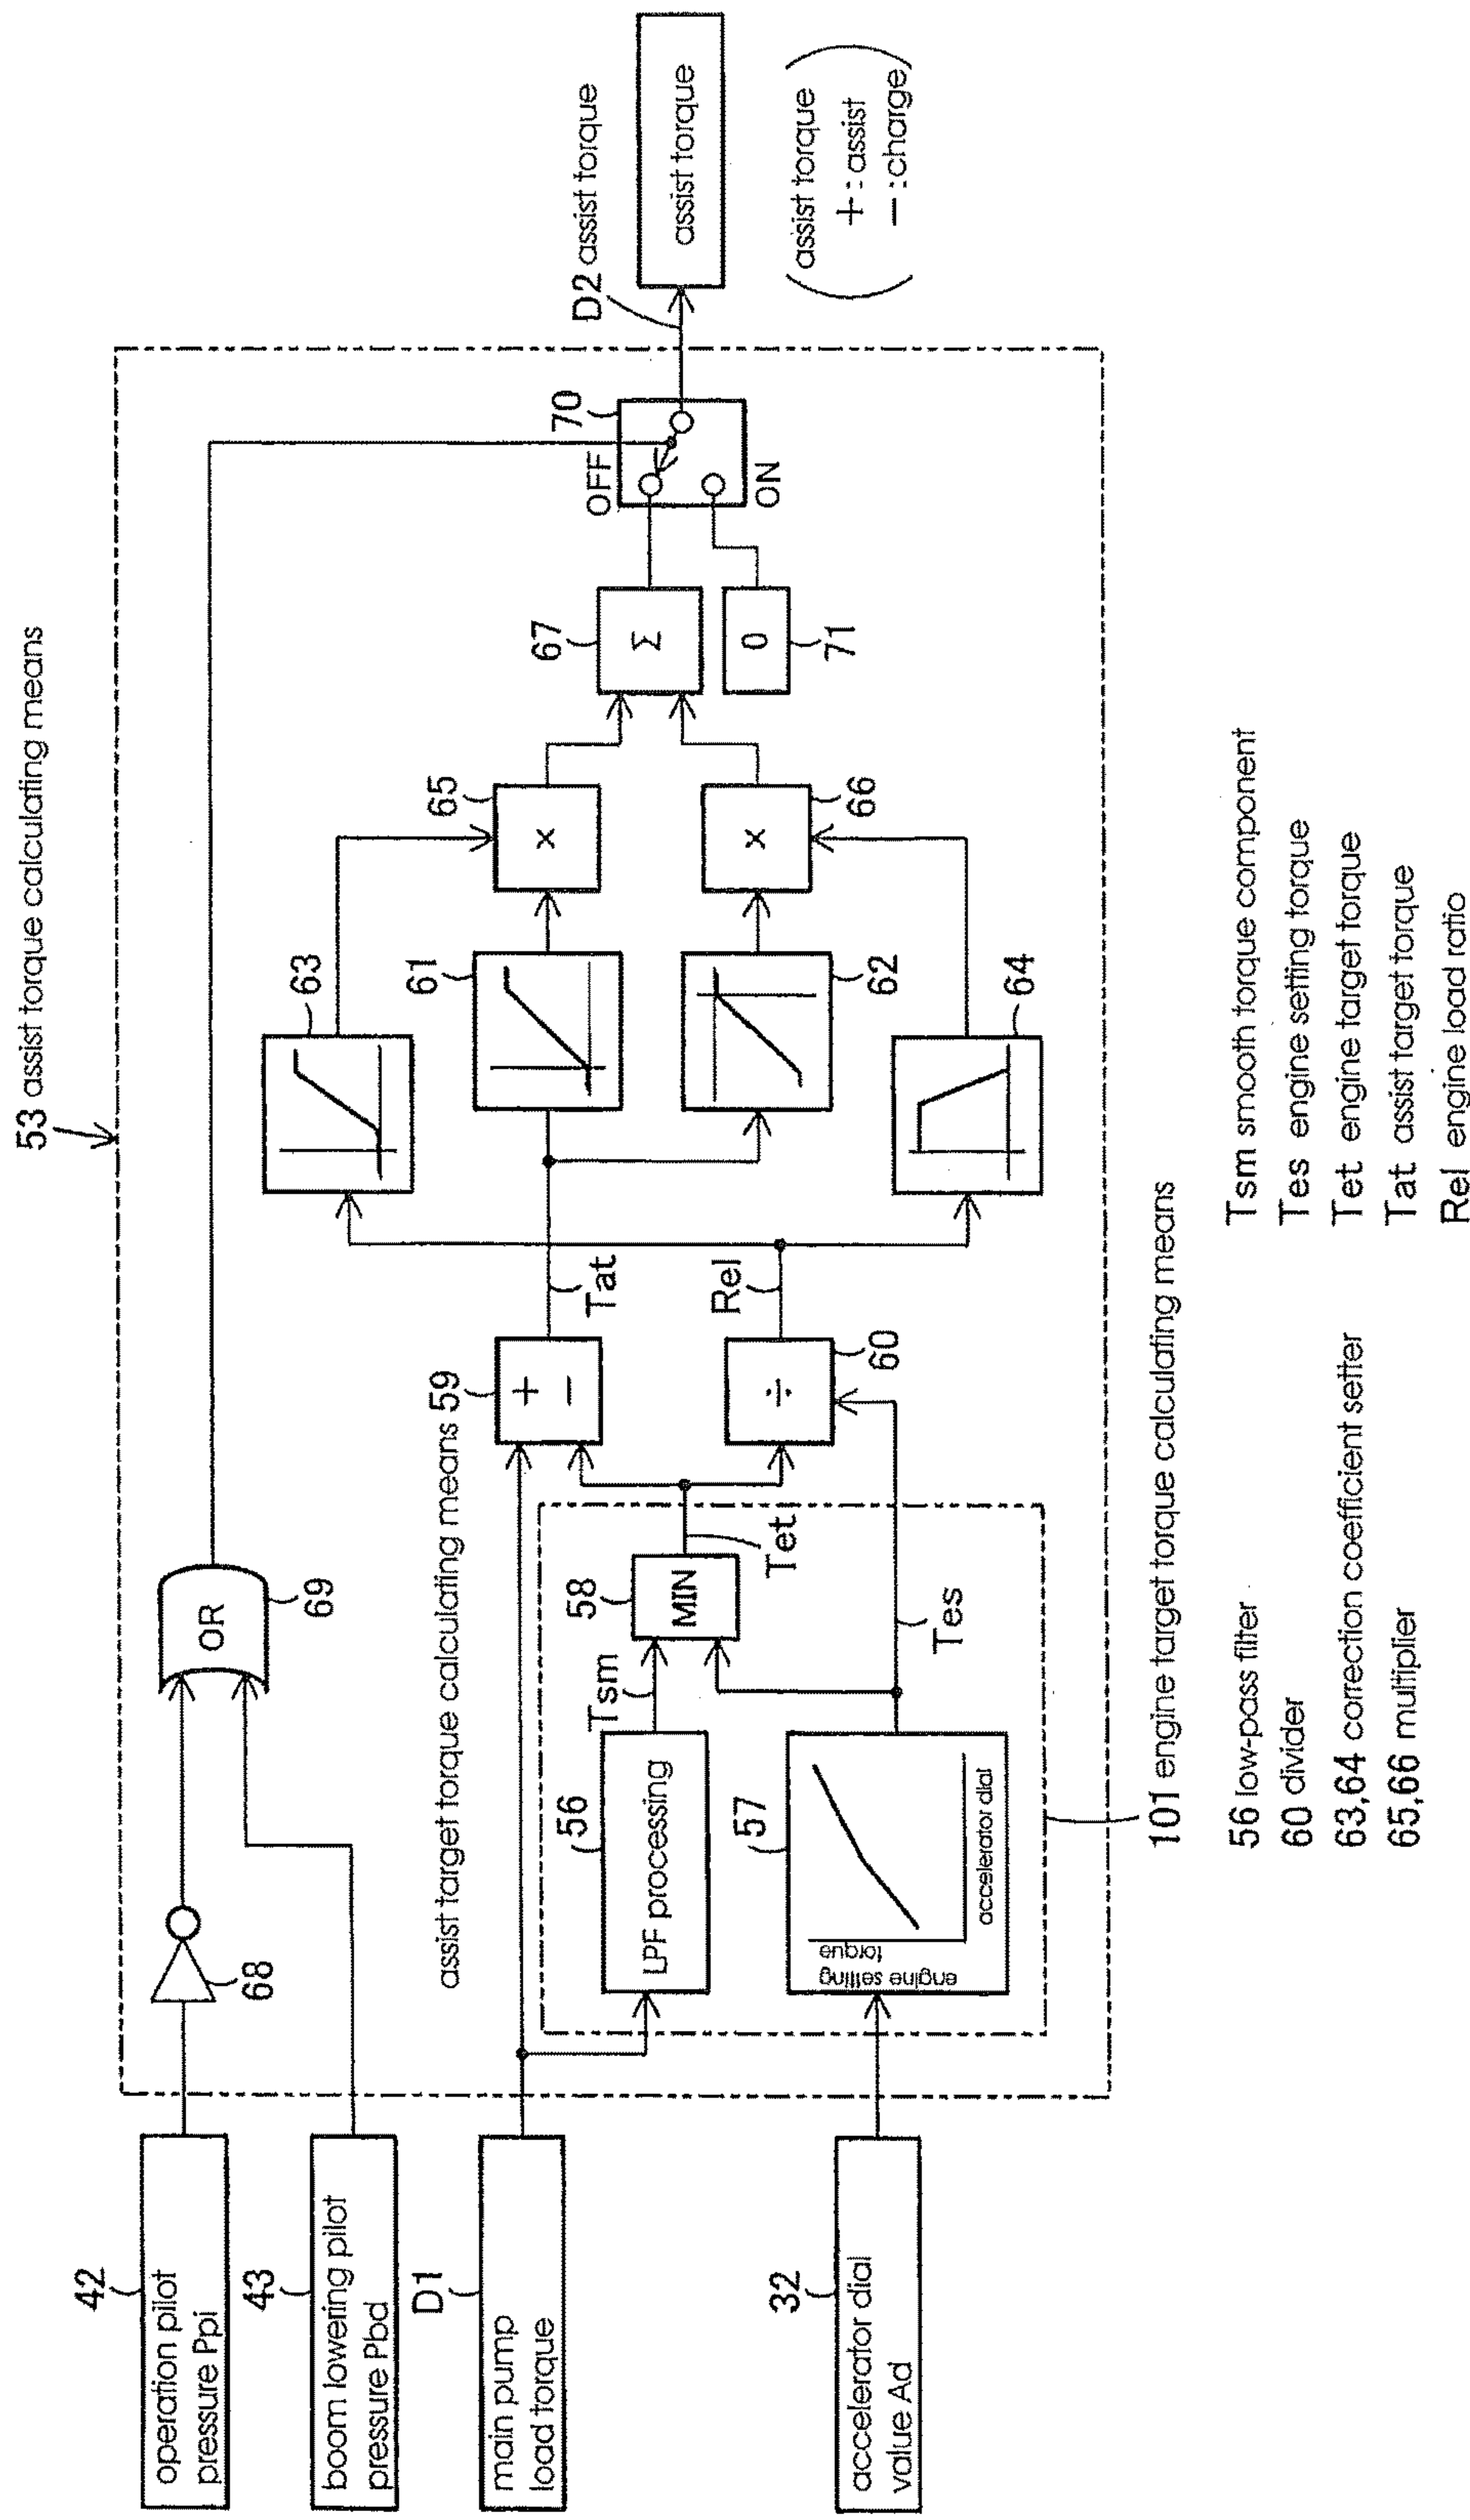 53 assist torque calculating means
42
operation pilot
pressure Ppi
43
boom lowering pilot
pressure Pbd
D1
main pump
load torque
32
accelerator dial
value Ad
68
OR
69
assist target torque calculating means 59
+
−
56
LPF processing
Tsm
57
engine setting
torque
accelerator dial
58
MIN
Tet
Tes
÷
60
Tat
Rel
63
61
62
64
65
×
66
×
67
Σ
0
71
OFF
70
ON
D2 assist torque
assist torque
(assist torque
+: assist
−: charge)
101 engine target torque calculating means
56 low-pass filter
60 divider
63,64 correction coefficient setter
65,66 multiplier
Tsm smooth torque component
Tes engine setting torque
Tet engine target torque
Tat assist target torque
Rel engine load ratio